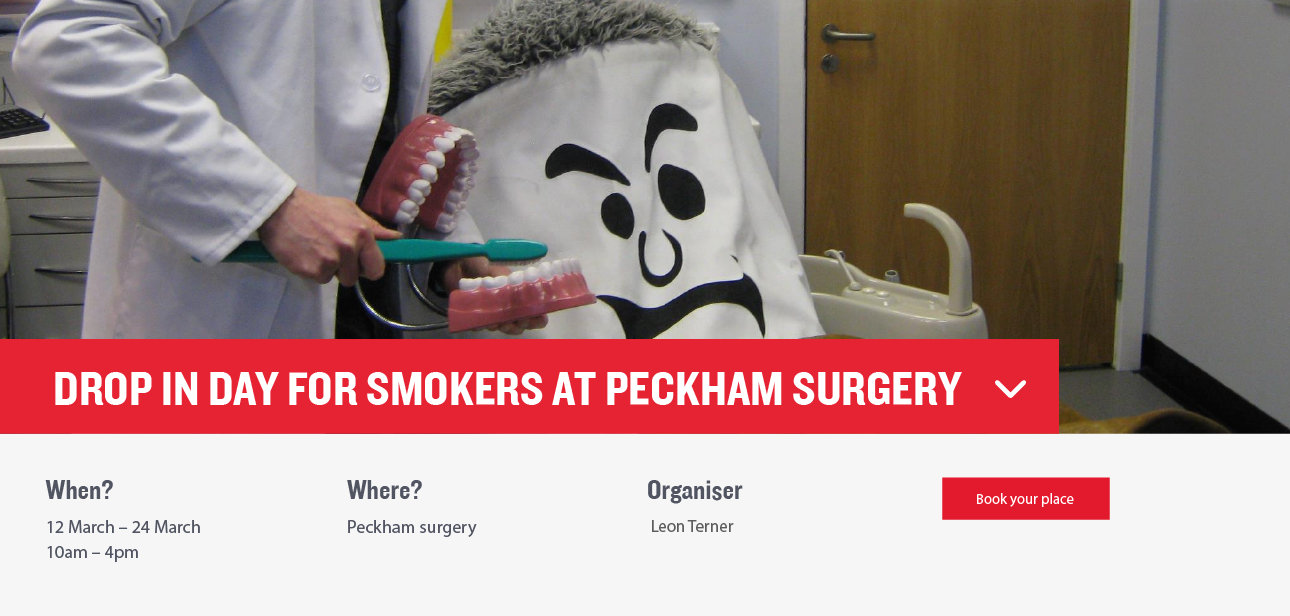 DROP IN DAY FOR SMOKERS AT PECKHAM SURGERY
When?
12 March – 24 March
10am – 4pm
Where?
Peckham surgery
Organiser
Leon Terner
Book your place